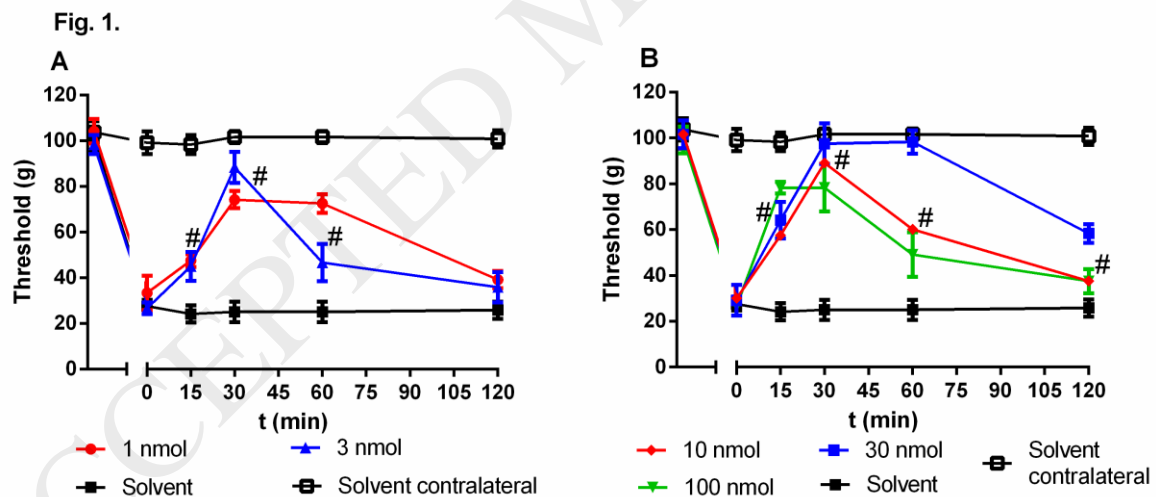 Fig. 1.
A
B
Threshold (g)
120
100
80
60
40
20
0
#
#
#
0 15 30 45 60 75 90 105 120
t (min)
1 nmol
3 nmol
Solvent
Solvent contralateral
Threshold (g)
120
100
80
60
40
20
0
#
#
#
#
0 15 30 45 60 75 90 105 120
t (min)
10 nmol
30 nmol
Solvent
contralateral
100 nmol
Solvent
CCEPTED M